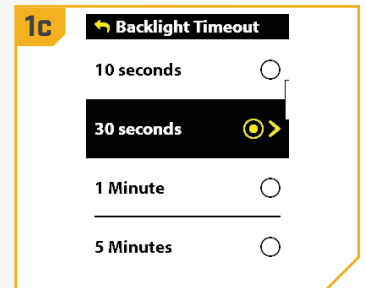 1c
Backlight Timeout
10 seconds
30 seconds
1 Minute
5 Minutes